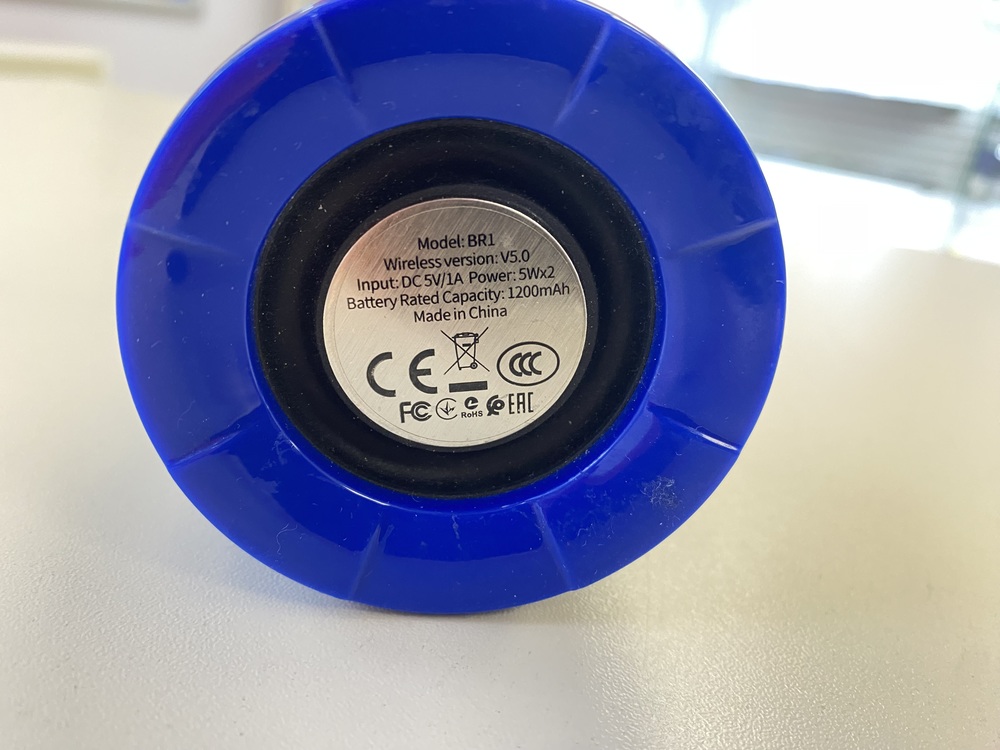 Model: BR1
Wireless version: V5.0
Input: DC 5V/1A Power: 5Wx2
Battery Rated Capacity: 1200mAh
Made in China
CE CCC
FC RoHS EAC